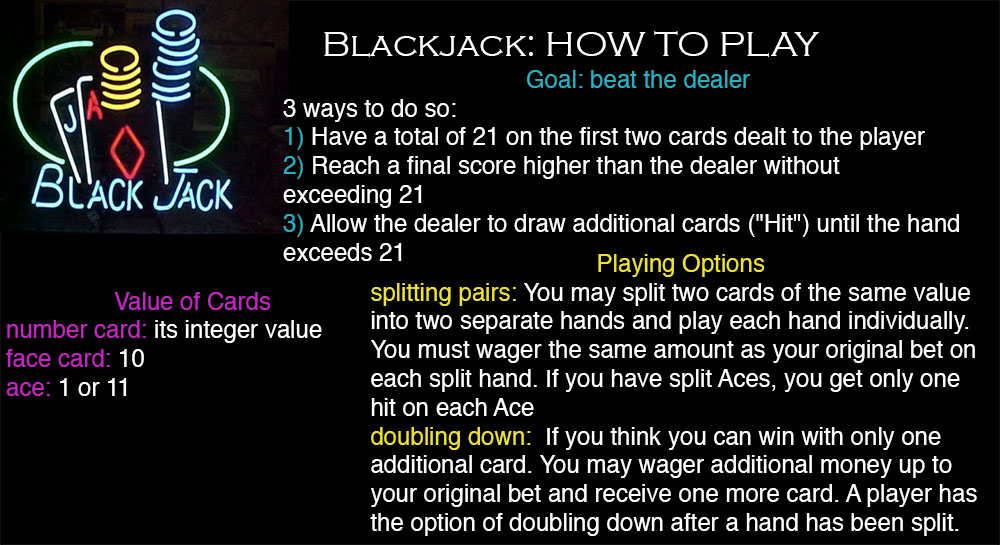 BLACKJACK: HOW TO PLAY
Goal: beat the dealer
3 ways to do so:
1) Have a total of 21 on the first two cards dealt to the player
2) Reach a final score higher than the dealer without
exceeding 21
3) Allow the dealer to draw additional cards ("Hit") until the hand
exceeds 21
J A
BLACK JACK
Value of Cards
number card: its integer value
face card: 10
ace: 1 or 11
Playing Options
splitting pairs: You may split two cards of the same value
into two separate hands and play each hand individually.
You must wager the same amount as your original bet on
each split hand. If you have split Aces, you get only one
hit on each Ace
doubling down: If you think you can win with only one
additional card. You may wager additional money up to
your original bet and receive one more card. A player has
the option of doubling down after a hand has been split.